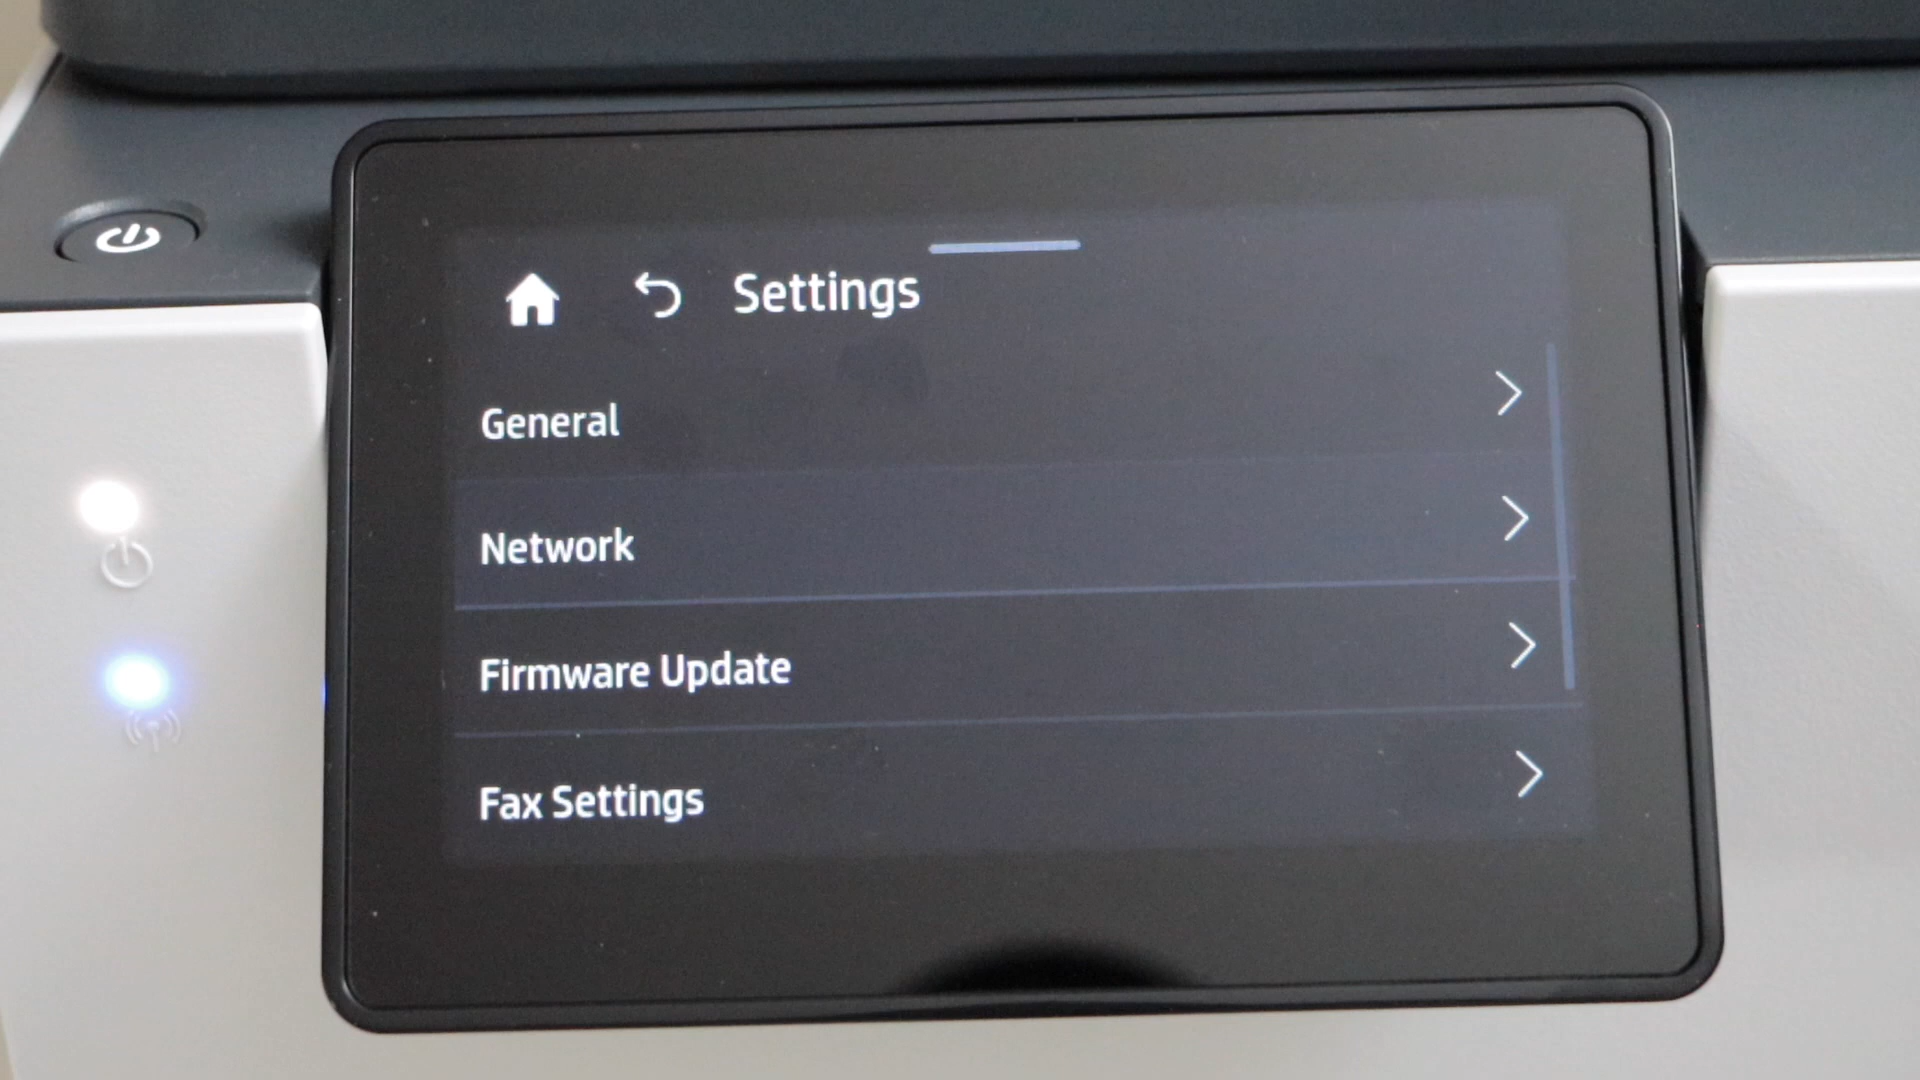 Settings
General
Network
Firmware Update
Fax Settings